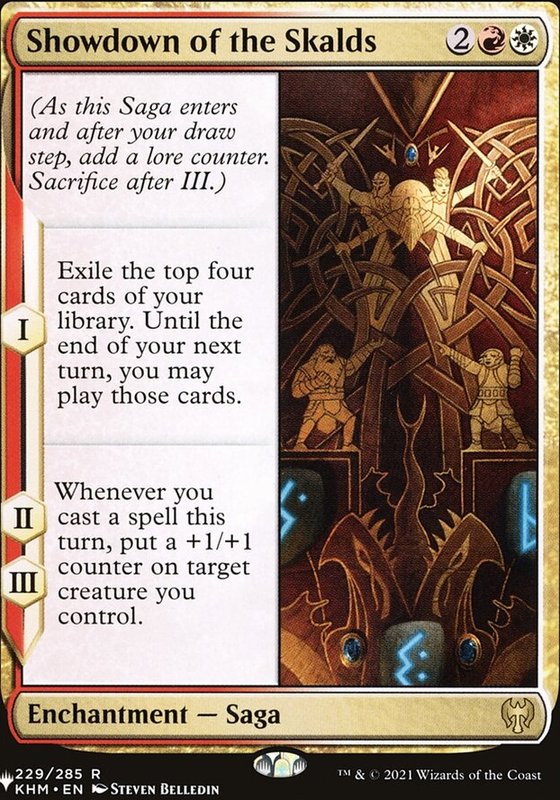 Showdown of the Skalds 2
(As this Saga enters
and after your draw
step, add a lore counter.
Sacrifice after III.)
I
Exile the top four
cards of your
library. Until the
end of your next
turn, you may
play those cards.
II
III
Whenever you
cast a spell this
turn, put a +1/+1
counter on target
creature you
control.
Enchantment — Saga
229/285 R
KHM • EN Steven Belledin
™ & © 2021 Wizards of the Coast